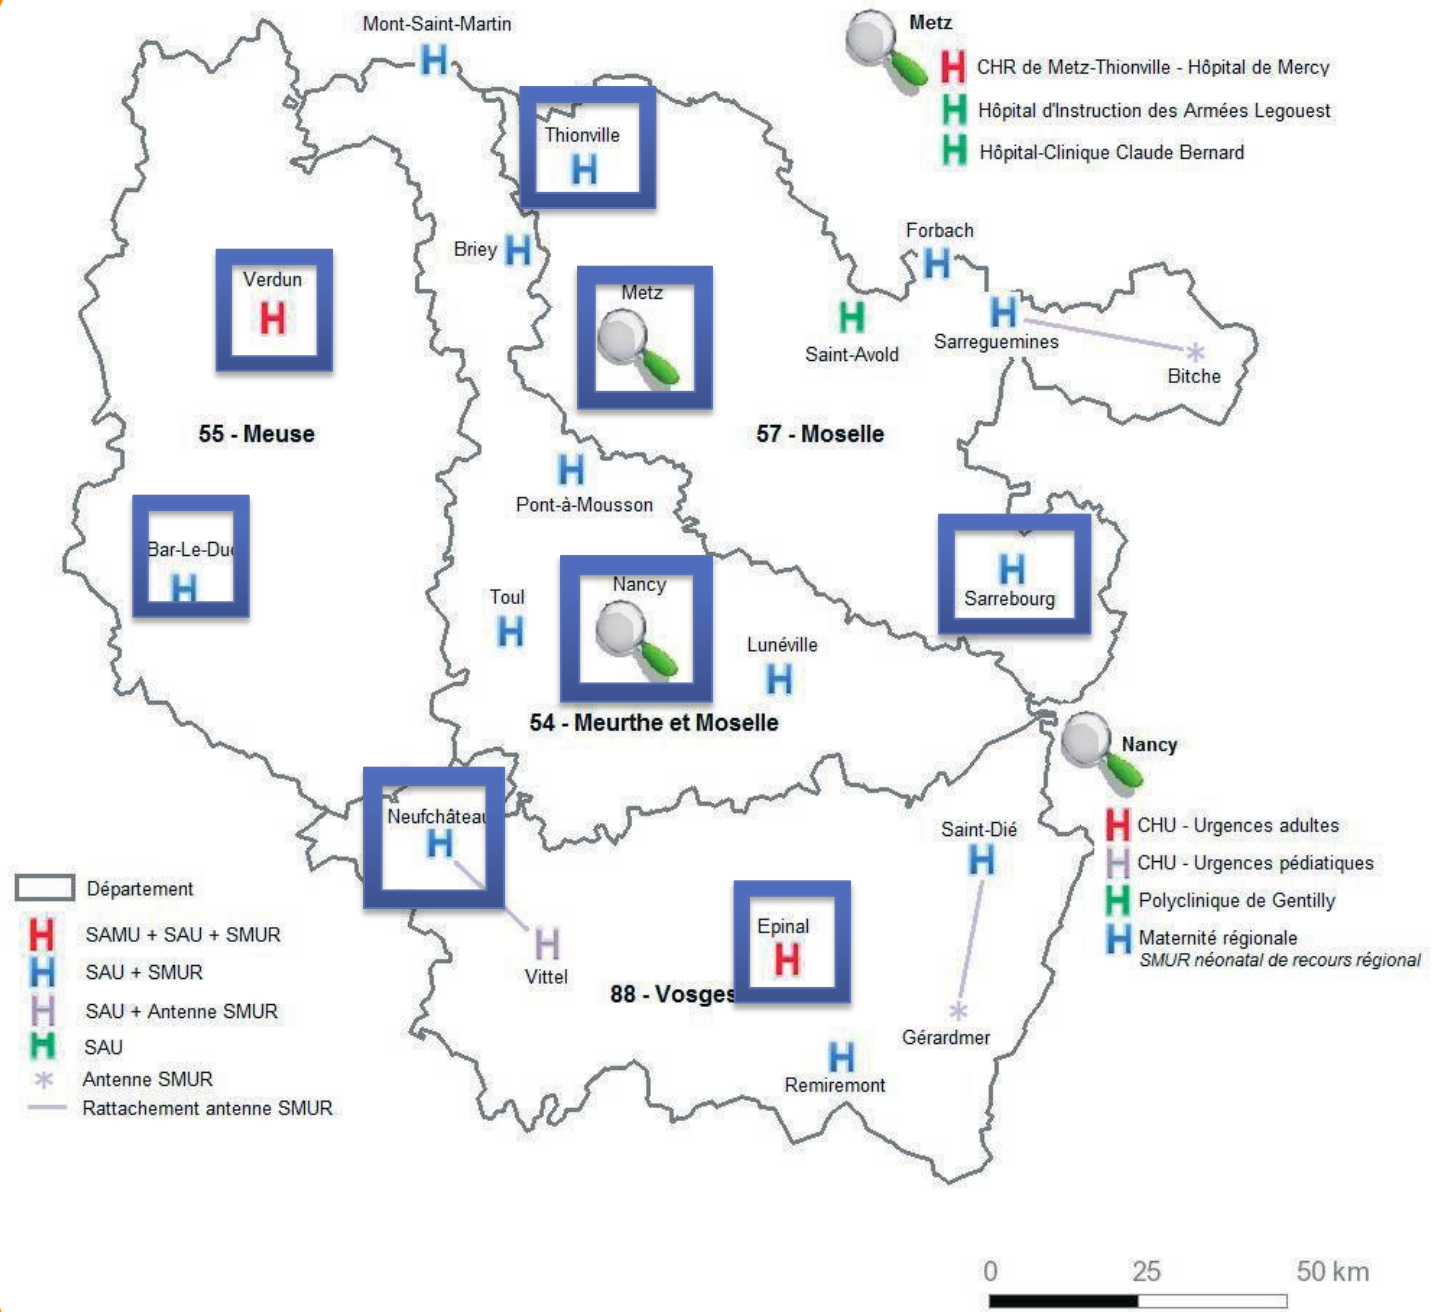 Mont-Saint-Martin
H
Metz
H CHR de Metz-Thionville - Hôpital de Mercy
H Hôpital d'Instruction des Armées Legouest
H Hôpital-Clinique Claude Bernard
Thionville
H
Briey H
Forbach
H
Verdun
H
Metz
H
Saint-Avold
H
Sarreguemines
*
Bitche
55 - Meuse
57 - Moselle
H
Pont-à-Mousson
Bar-Le-Duc
H
Toul
H
Nancy
Lunéville
H
H
Sarrebourg
54 - Meurthe et Moselle
Nancy
H CHU - Urgences adultes
H CHU - Urgences pédiatiques
H Polyclinique de Gentilly
H Maternité régionale
SMUR néonatal de recours régional
Neufchâteau
H
H
Vittel
Saint-Dié
H
Epinal
H
88 - Vosges
*
Gérardmer
H
Remiremont
Département
H SAMU + SAU + SMUR
H SAU + SMUR
H SAU + Antenne SMUR
H SAU
* Antenne SMUR
Rattachement antenne SMUR
0 25 50 km